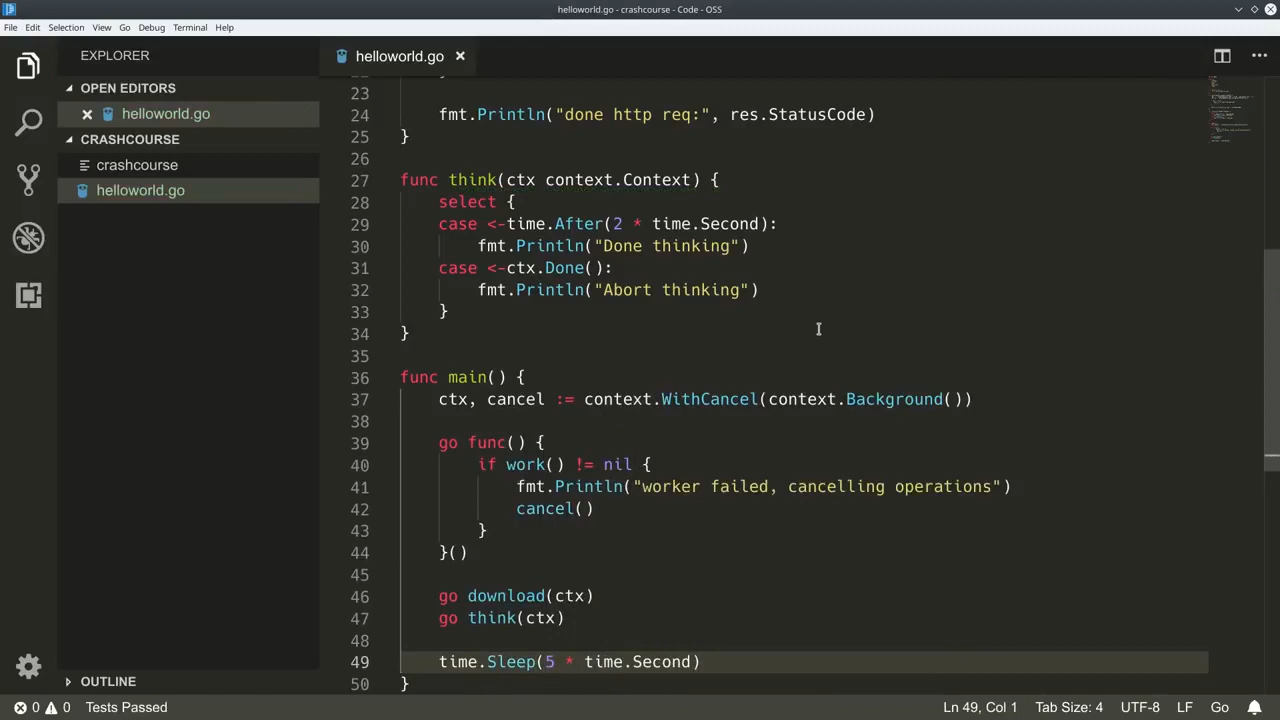 helloworld.go - crashcourse - Code - OSS
File Edit Selection View Go Debug Terminal Help
EXPLORER
OPEN EDITORS
helloworld.go
CRASHCOURSE
crashcourse
helloworld.go
OUTLINE
helloworld.go
23
24 fmt.Println("done http req:", res.StatusCode)
25 }
26
27 func think(ctx context.Context) {
28 select {
29 case <-time.After(2 * time.Second):
30 fmt.Println("Done thinking")
31 case <-ctx.Done():
32 fmt.Println("Abort thinking")
33 }
34 }
35
36 func main() {
37 ctx, cancel := context.WithCancel(context.Background())
38
39 go func() {
40 if work() != nil {
41 fmt.Println("worker failed, cancelling operations")
42 cancel()
43 }
44 }()
45
46 go download(ctx)
47 go think(ctx)
48
49 time.Sleep(5 * time.Second)
50 }
0 0 Tests Passed Ln 49, Col 1 Tab Size: 4 UTF-8 LF Go